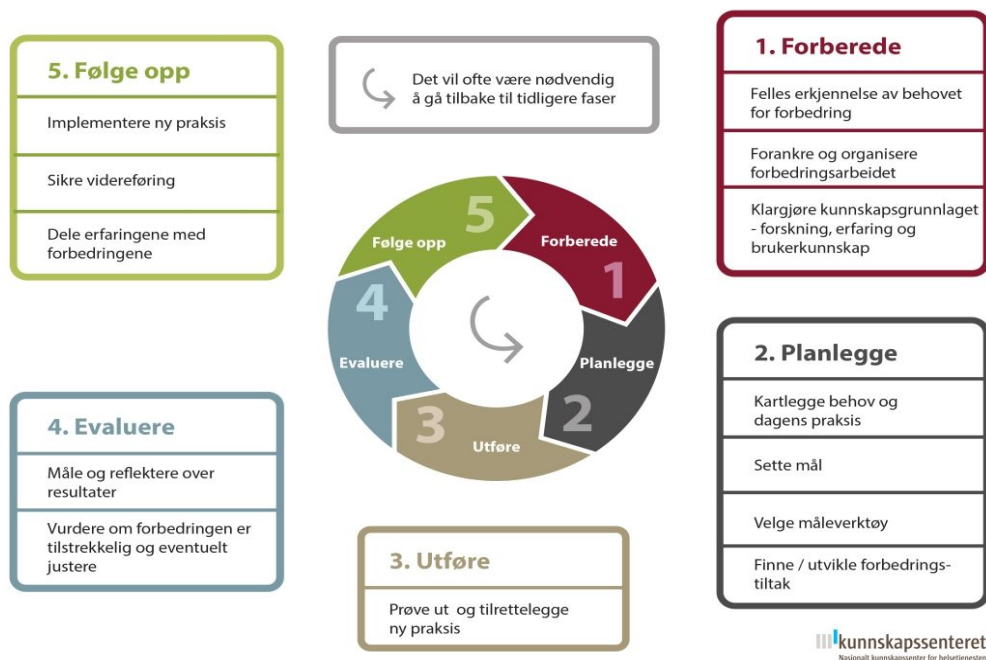 5. Følge opp
Implementere ny praksis
Sikre videreføring
Dele erfaringene med
forbedringene
Det vil ofte være nødvendig
å gå tilbake til tidligere faser
1. Forberede
Felles erkjennelse av behovet
for forbedring
Forankre og organisere
forbedringsarbeidet
Klargjøre kunnskapsgrunnlaget
- forskning, erfaring og
brukerkunnskap
5
Følge opp
Forberede
1
4
Evaluere
Planlegge
2
3
Utføre
2. Planlegge
Kartlegge behov og
dagens praksis
Sette mål
Velge måleverktøy
Finne / utvikle forbedrings-
tiltak
4. Evaluere
Måle og reflektere over
resultater
Vurdere om forbedringen er
tilstrekkelig og eventuelt
justere
3. Utføre
Prøve ut og tilrettelegge
ny praksis
kunnskapssenteret
Nasjonalt kunnskapssenter for helsetjenesten